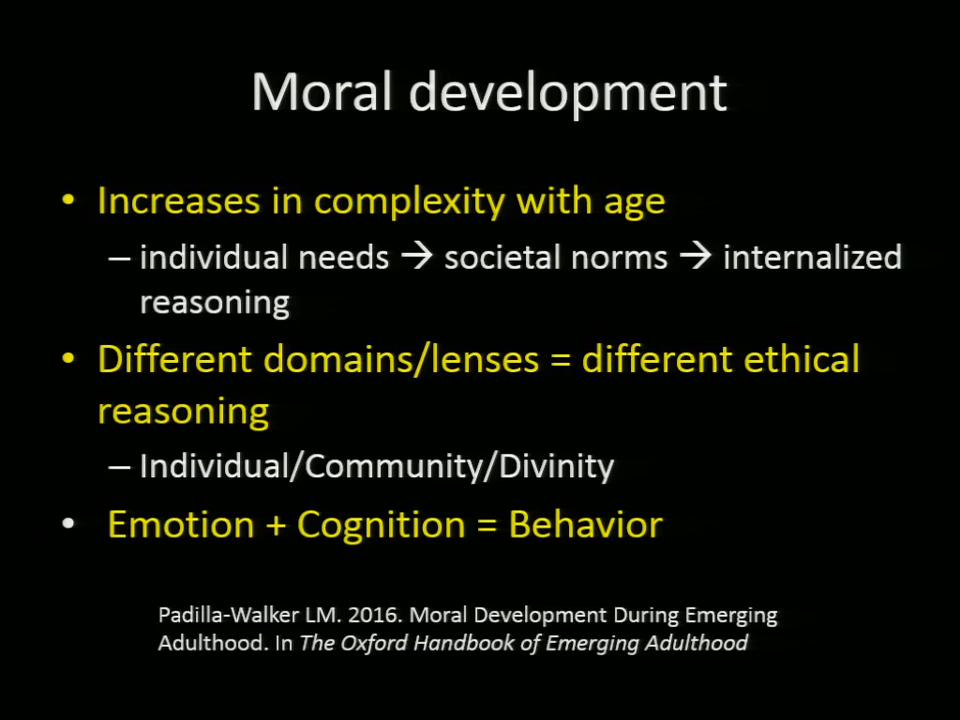 Moral development
• Increases in complexity with age
– individual needs → societal norms → internalized
reasoning
• Different domains/lenses = different ethical
reasoning
– Individual/Community/Divinity
• Emotion + Cognition = Behavior
Padilla-Walker LM. 2016. Moral Development During Emerging
Adulthood. In The Oxford Handbook of Emerging Adulthood